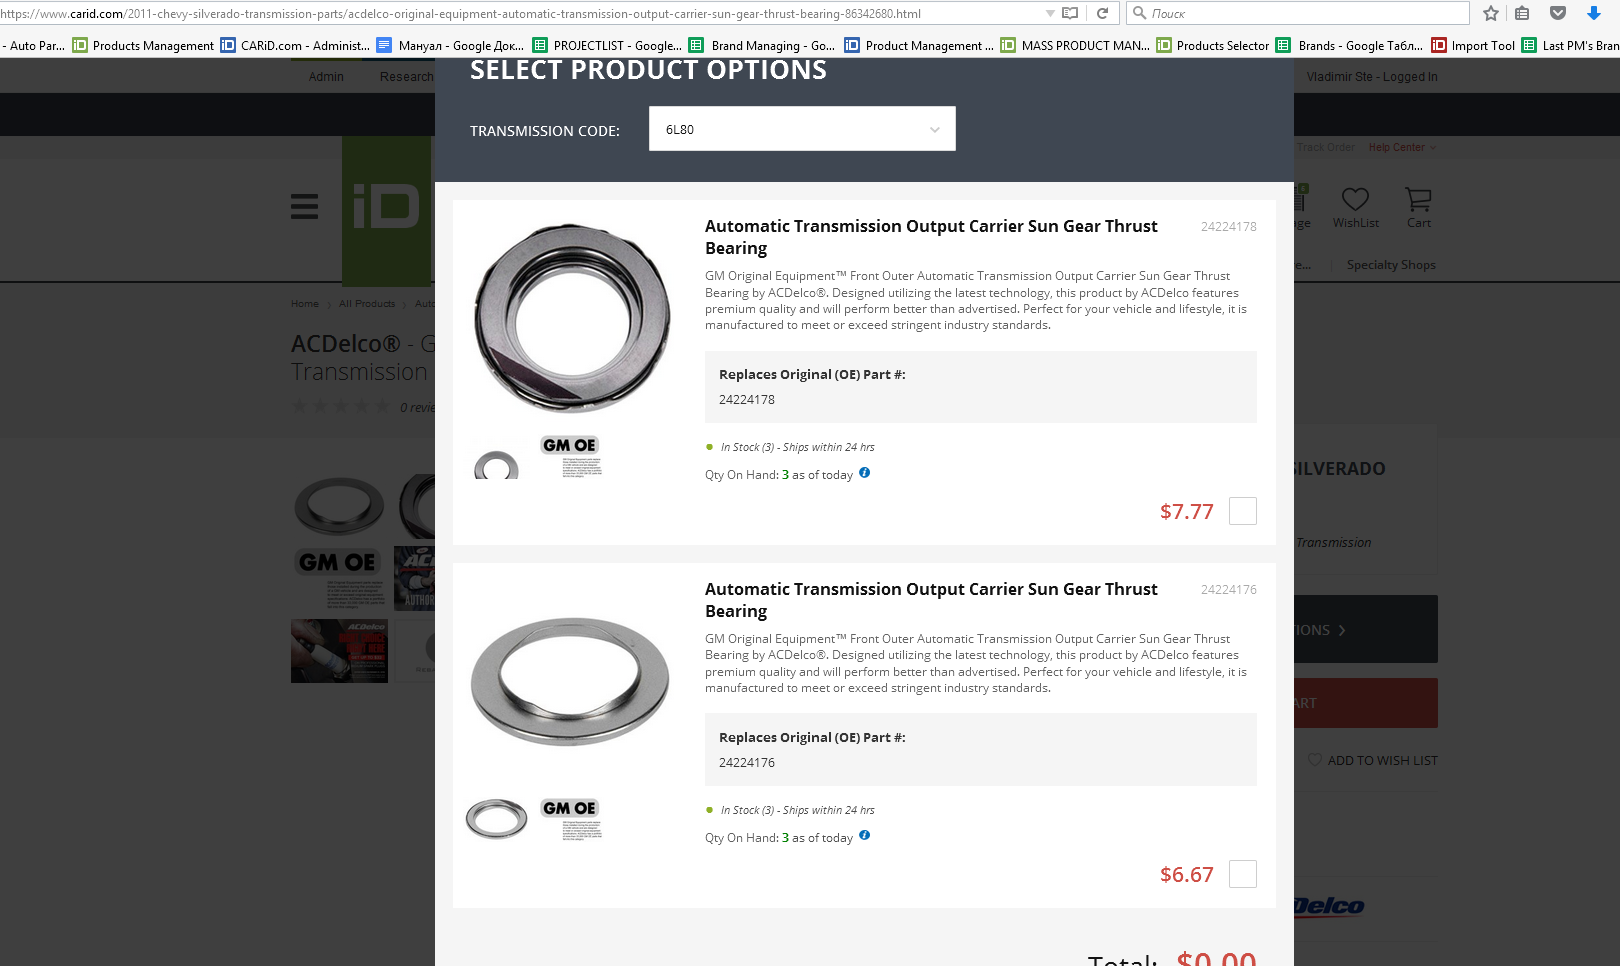 https://www.carid.com/2011-chevy-silverado-transmission-parts/acdelco-original-equipment-automatic-transmission-output-carrier-sun-gear-thrust-bearing-86342680.html
Поиск
- Auto Par... Products Management CARiD.com - Administ... Мануал - Google Док... PROJECTLIST - Google... Brand Managing - Go... Product Management ... MASS PRODUCT MAN... Products Selector Brands - Google Табл... Import Tool Last PM's Bran
Admin Research
Vladimir Ste - Logged In
SELECT PRODUCT OPTIONS
TRANSMISSION CODE: 6L80
Track Order Help Center
iD
6
ge WishList Cart
re... Specialty Shops
Home All Products Auto
ACDelco® - G
Transmission
0 revie
GM OE
ACDelco
AUTHOR
SILVERADO
Transmission
IONS
ART
ADD TO WISH LIST
Delco
Automatic Transmission Output Carrier Sun Gear Thrust
Bearing
24224178
GM Original Equipment™ Front Outer Automatic Transmission Output Carrier Sun Gear Thrust
Bearing by ACDelco®. Designed utilizing the latest technology, this product by ACDelco features
premium quality and will perform better than advertised. Perfect for your vehicle and lifestyle, it is
manufactured to meet or exceed stringent industry standards.
Replaces Original (OE) Part #:
24224178
GM OE
In Stock (3) - Ships within 24 hrs
Qty On Hand: 3 as of today
$7.77
Automatic Transmission Output Carrier Sun Gear Thrust
Bearing
24224176
GM Original Equipment™ Front Outer Automatic Transmission Output Carrier Sun Gear Thrust
Bearing by ACDelco®. Designed utilizing the latest technology, this product by ACDelco features
premium quality and will perform better than advertised. Perfect for your vehicle and lifestyle, it is
manufactured to meet or exceed stringent industry standards.
Replaces Original (OE) Part #:
24224176
GM OE
In Stock (3) - Ships within 24 hrs
Qty On Hand: 3 as of today
$6.67
Total: $0.00